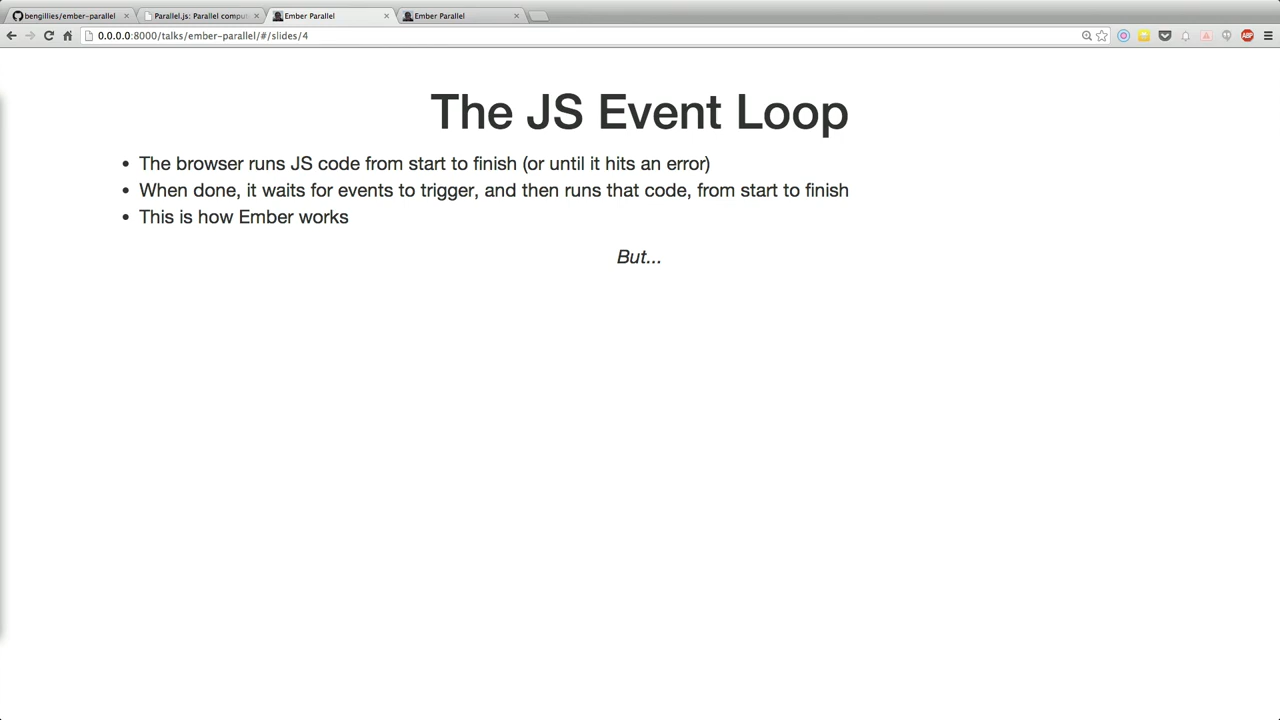 bengillies/ember-parallel
Parallel.js: Parallel comput
Ember Parallel
Ember Parallel
0.0.0.0:8000/talks/ember-parallel/#/slides/4
ABP
The JS Event Loop
• The browser runs JS code from start to finish (or until it hits an error)
• When done, it waits for events to trigger, and then runs that code, from start to finish
• This is how Ember works
But...